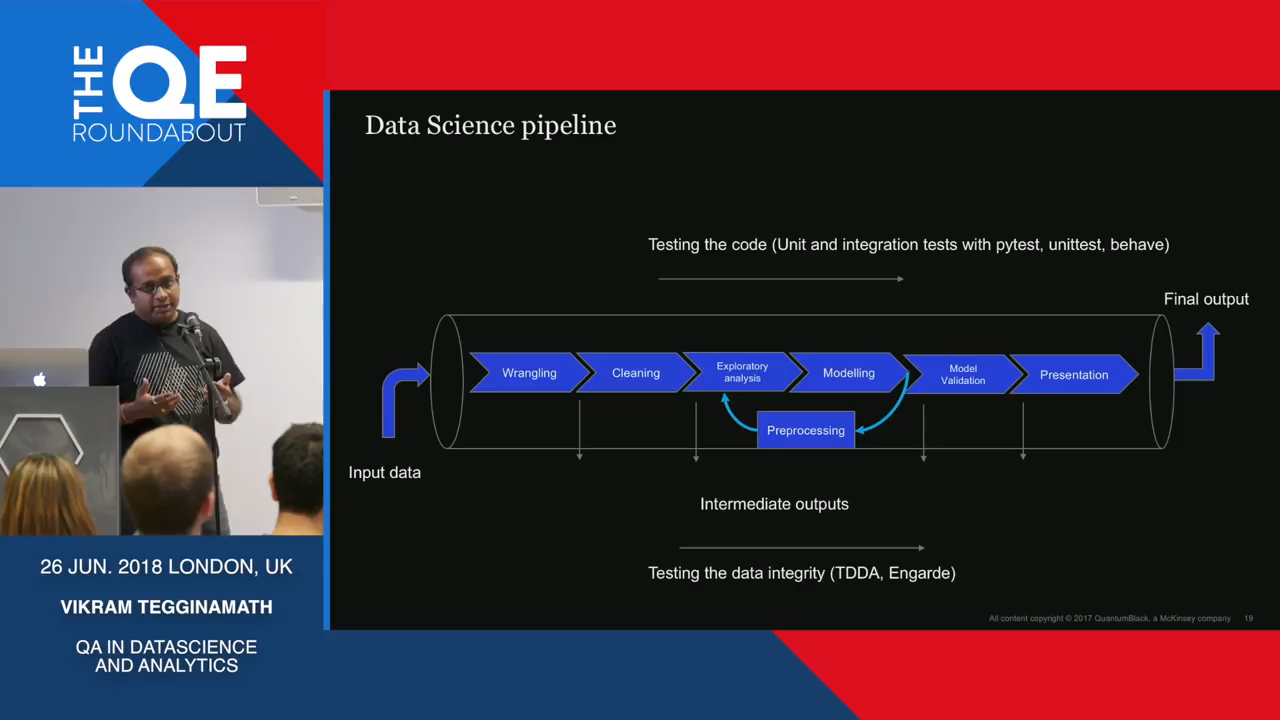 THE
QE
ROUNDABOUT
26 JUN. 2018 LONDON, UK
VIKRAM TEGGINAMATH
QA IN DATASCIENCE
AND ANALYTICS
Data Science pipeline
Testing the code (Unit and integration tests with pytest, unittest, behave)
Final output
Wrangling
Cleaning
Exploratory
analysis
Modelling
Model
Validation
Presentation
Preprocessing
Input data
Intermediate outputs
Testing the data integrity (TDDA, Engarde)
All content copyright © 2017 QuantumBlack, a McKinsey company 19